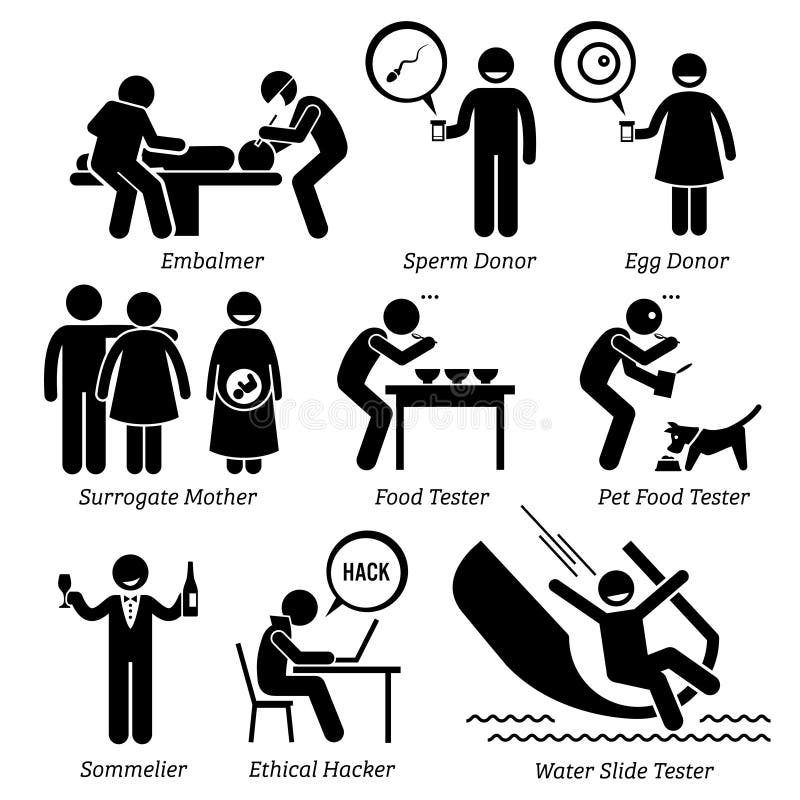 Embalmer
Sperm Donor
Egg Donor
...
...
Surrogate Mother
Food Tester
Pet Food Tester
dreamstime
HACK
Sommelier
Ethical Hacker
Water Slide Tester